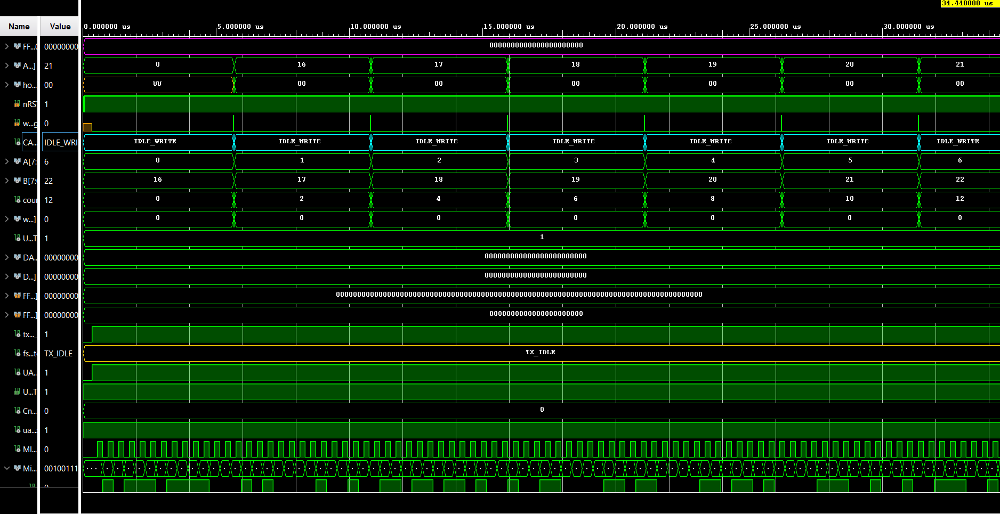 34.440000 us
Name Value 0.000000 us 5.000000 us 10.000000 us 15.000000 us 20.000000 us 25.000000 us 30.000000 us
FF...0 00000000 00000000000000000000000
A...] 21 0 16 17 18 19 20 21
ho... 00 UU 00 00 00 00 00 00
nRS 1
w...g 0
CA... IDLE_WRI IDLE_WRITE IDLE_WRITE IDLE_WRITE IDLE_WRITE IDLE_WRITE IDLE_WRITE IDLE_WRITE
A[7: 6 0 1 2 3 4 5 6
B[7: 22 16 17 18 19 20 21 22
cour 12 0 2 4 6 8 10 12
w...] 0 0 0 0 0 0 0 0
U...T 1 1
DA... 00000000 000000000000000000000000
D...] 00000000 000000000000000000000000
FF...] 00000000
FF...] 00000000 00000000000000000000000
tx..._ 1
fs...te TX_IDLE TX_IDLE
UA... 1
U...T 1
Cn... 0 0
ua... 1
MI... 0
Mi... 00100111